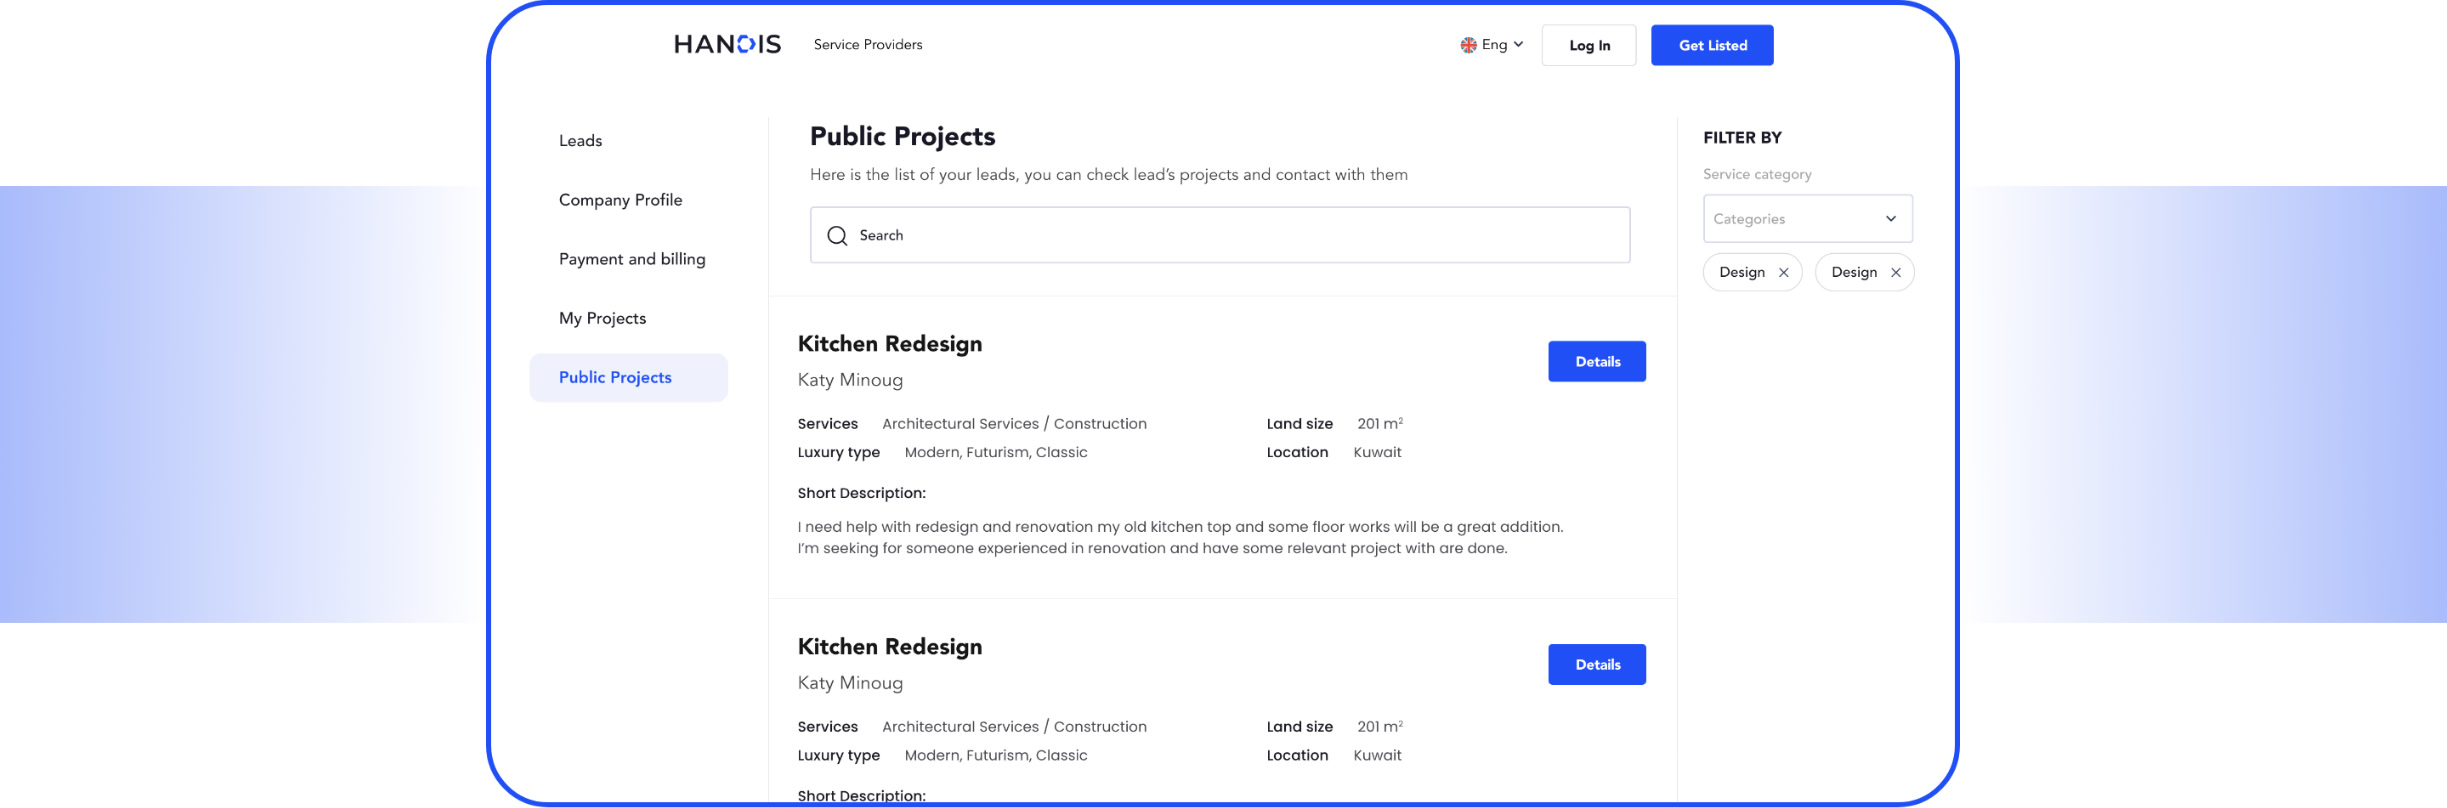 HANOIS Service Providers Eng Log In Get Listed
Leads
Company Profile
Payment and billing
My Projects
Public Projects
Public Projects
Here is the list of your leads, you can check lead's projects and contact with them
Search
Kitchen Redesign
Details
Katy Minoug
Services Architectural Services / Construction
Land size 201 m²
Luxury type Modern, Futurism, Classic
Location Kuwait
Short Description:
I need help with redesign and renovation my old kitchen top and some floor works will be a great addition.
I'm seeking for someone experienced in renovation and have some relevant project with are done.
Kitchen Redesign
Details
Katy Minoug
Services Architectural Services / Construction
Land size 201 m²
Luxury type Modern, Futurism, Classic
Location Kuwait
Short Description:
FILTER BY
Service category
Categories
Design Design